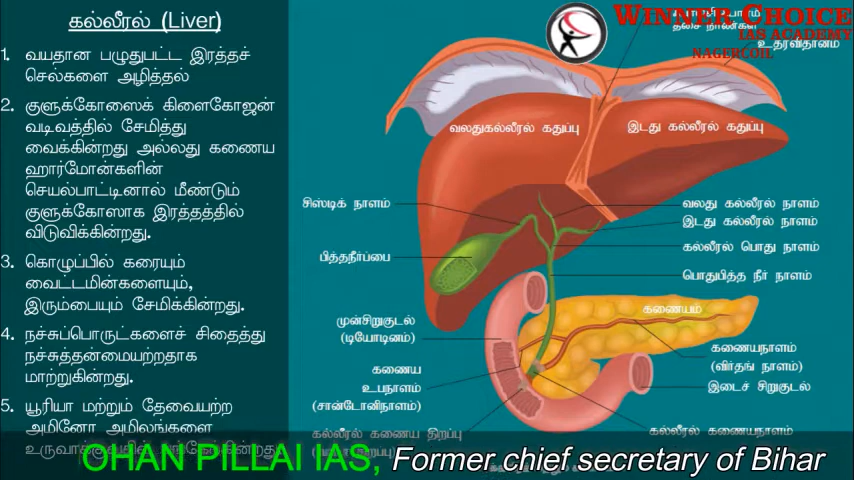 கல்லீரல் (Liver)
1. வயதான பழுதுபட்ட இரத்தச்
செல்களை அழித்தல்
2. குளுக்கோஸைக் கிளைகோஜன்
வடிவத்தில் சேமித்து
வைக்கின்றது அல்லது கணைய
ஹார்மோன்களின்
செயல்பாட்டினால் மீண்டும்
குளுக்கோஸாக இரத்தத்தில்
விடுவிக்கின்றது.
3. கொழுப்பில் கரையும்
வைட்டமின்களையும்,
இரும்பையும் சேமிக்கின்றது.
4. நச்சுப்பொருட்களைச் சிதைத்து
நச்சுத்தன்மையற்றதாக
மாற்றுகின்றது.
5. யூரியா மற்றும் தேவையற்ற
அமினோ அமிலங்களை
WINNER CHOICE
IAS ACADEMY
NAGERCOIL
தசை நாண்கள்
உதரவிதானம்
வலதுகல்லீரல் கதுப்பு
இடது கல்லீரல் கதுப்பு
சிஸ்டிக் நாளம்
வலது கல்லீரல் நாளம்
இடது கல்லீரல் நாளம்
கல்லீரல் பொது நாளம்
பித்தநீர்ப்பை
பொதுபித்த நீர் நாளம்
முன்சிறுகுடல்
(டியோடினம்)
கணையம்
கணையநாளம்
(விர்தங் நாளம்)
கணைய
உபநாளம்
(சான்டோனிநாளம்)
இடைச் சிறுகுடல்
கல்லீரல் கணைய திறப்பு
கல்லீரல் கணையநாளம்
OHAN PILLAI IAS, Former chief secretary of Bihar